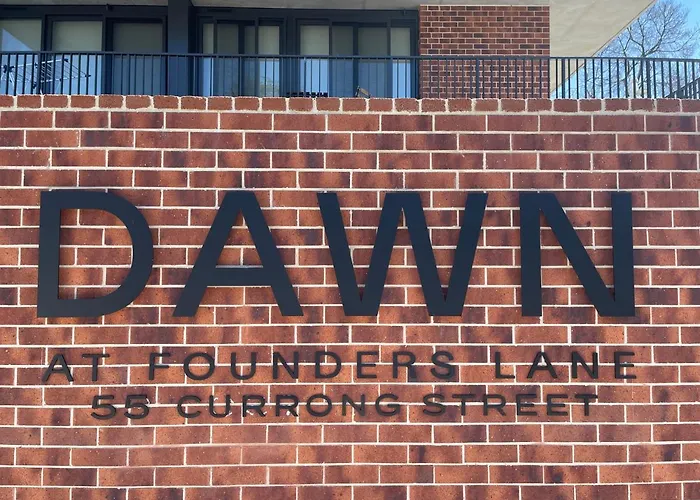 DAWN
AT FOUNDERS LANE
55 CURRONG STREET